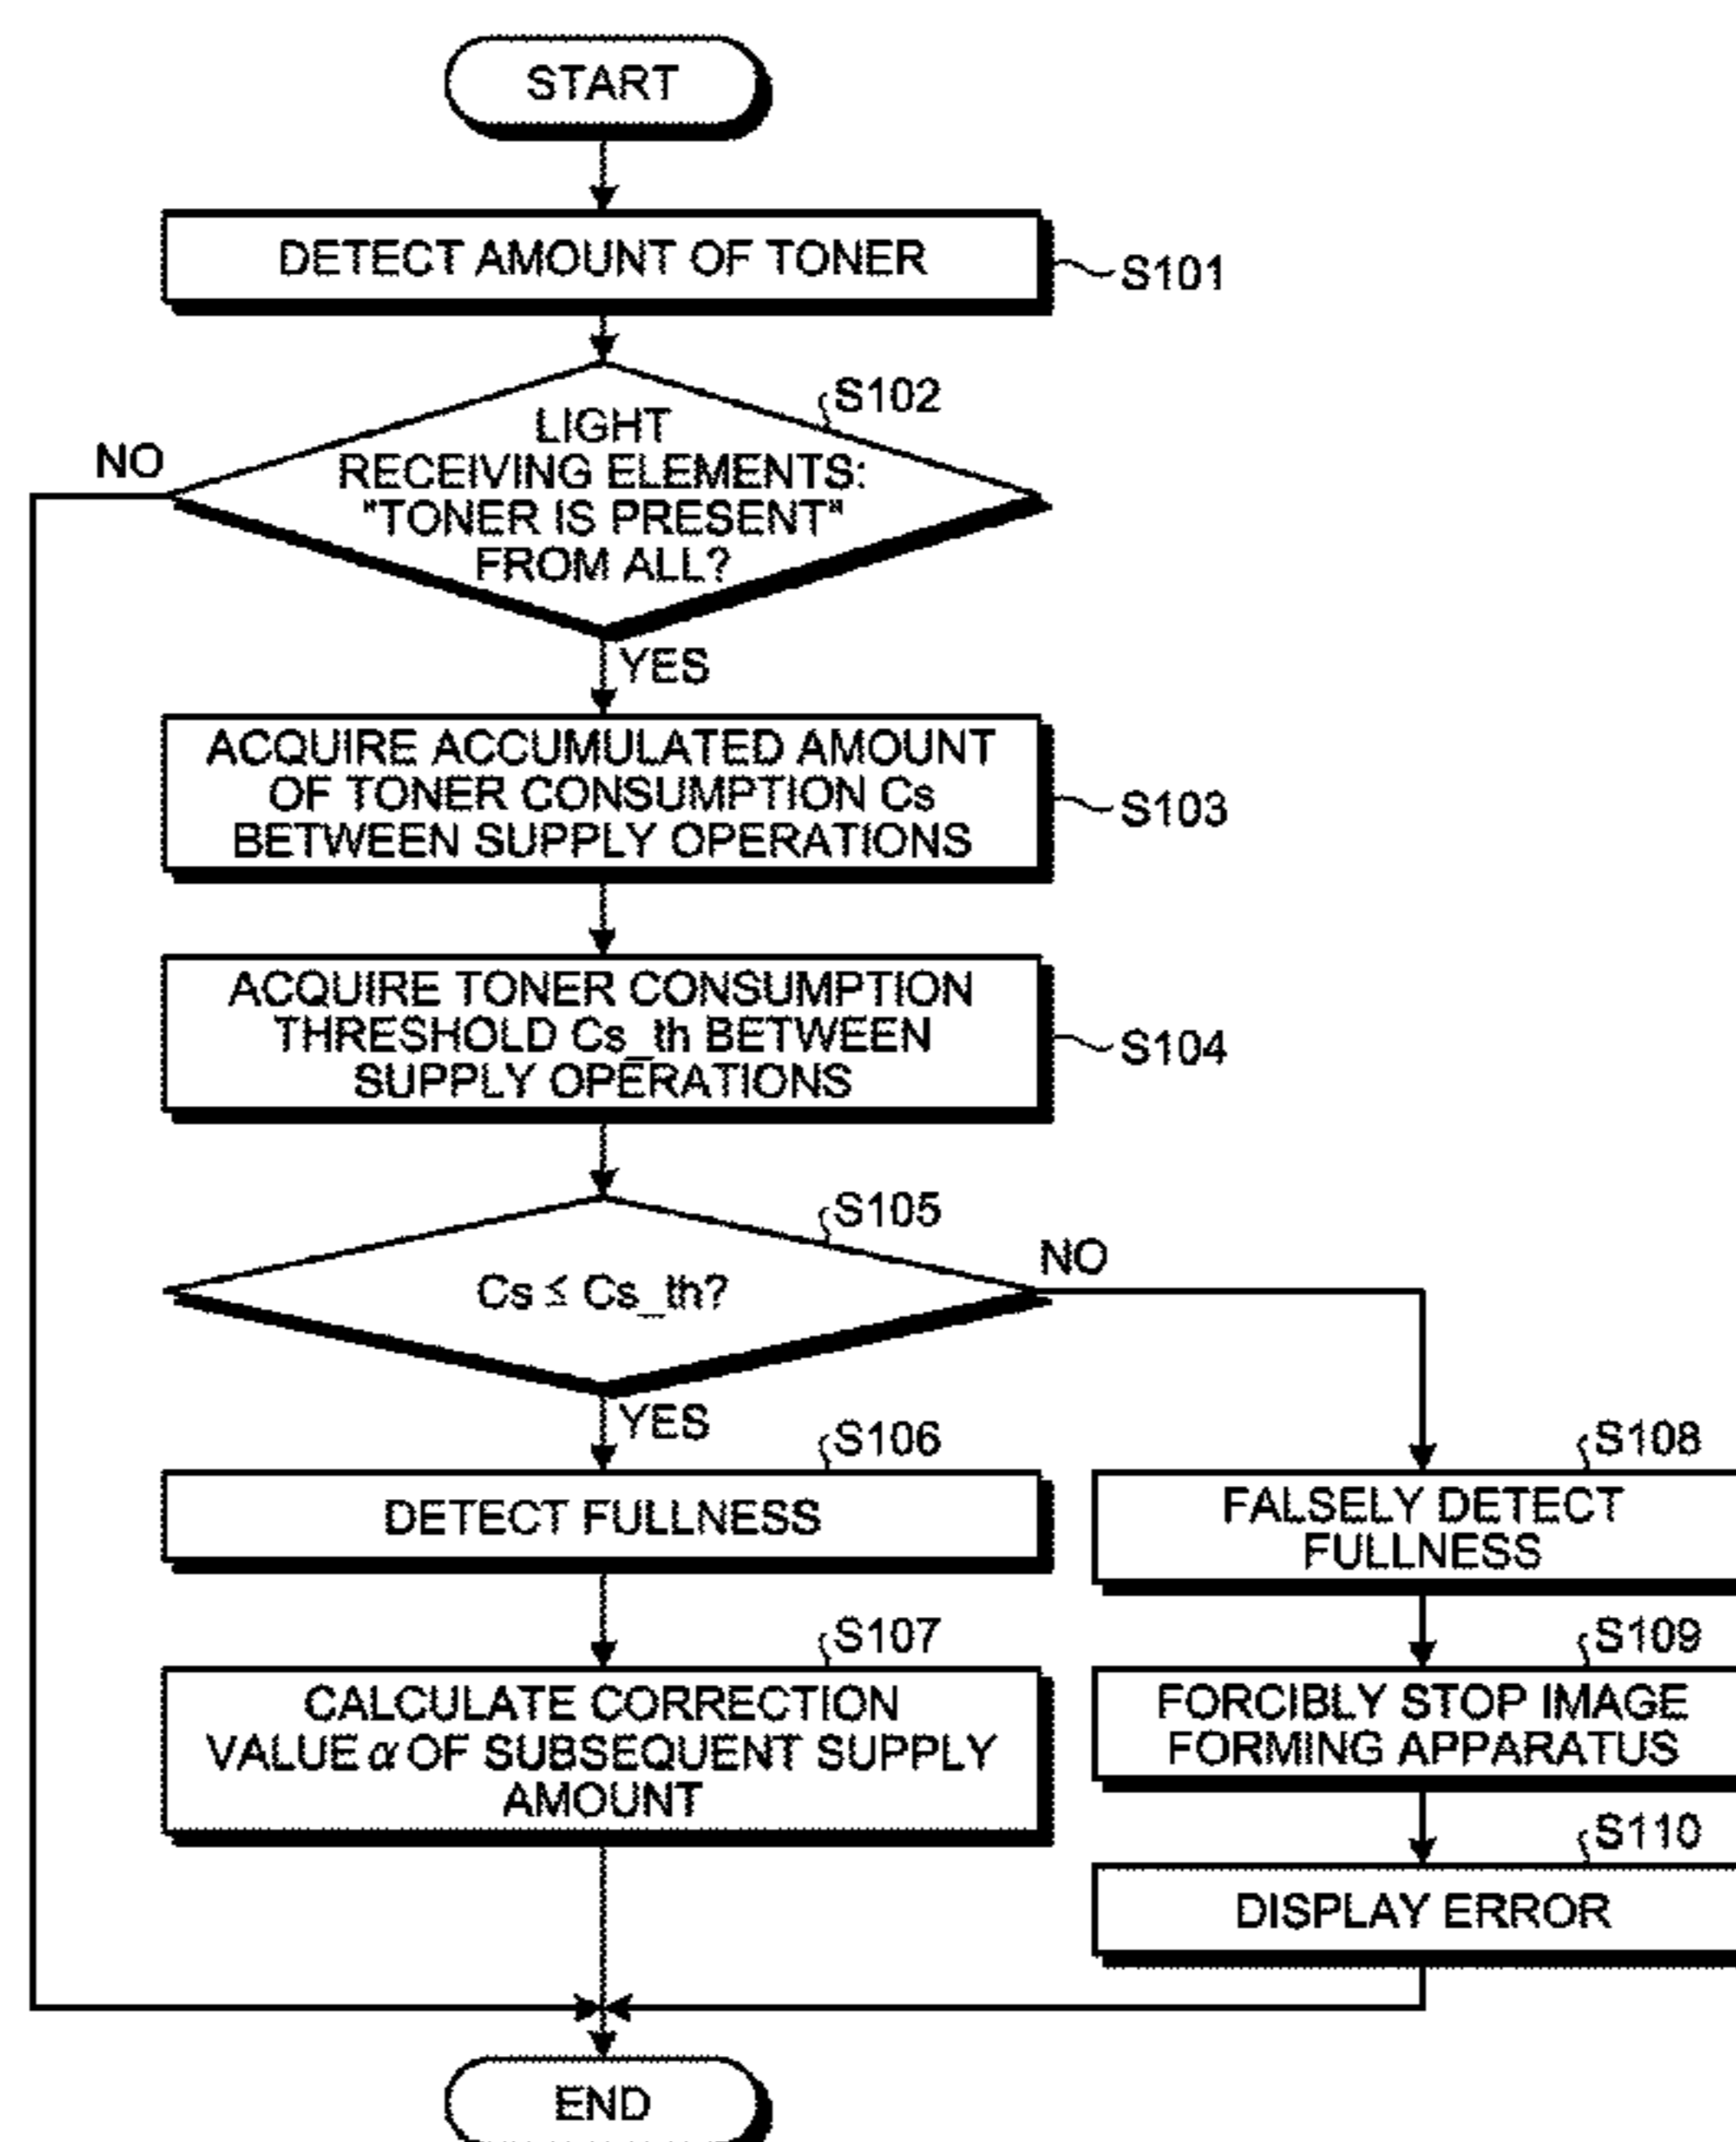 START
DETECT AMOUNT OF TONER
S101
S102
LIGHT
RECEIVING ELEMENTS:
"TONER IS PRESENT"
FROM ALL?
NO
YES
ACQUIRE ACCUMULATED AMOUNT
OF TONER CONSUMPTION Cs
BETWEEN SUPPLY OPERATIONS
S103
ACQUIRE TONER CONSUMPTION
THRESHOLD Cs_th BETWEEN
SUPPLY OPERATIONS
S104
S105
Cs ≤ Cs_th?
NO
YES
S106
DETECT FULLNESS
S108
FALSELY DETECT
FULLNESS
S107
CALCULATE CORRECTION
VALUE α OF SUBSEQUENT SUPPLY
AMOUNT
S109
FORCIBLY STOP IMAGE
FORMING APPARATUS
S110
DISPLAY ERROR
END